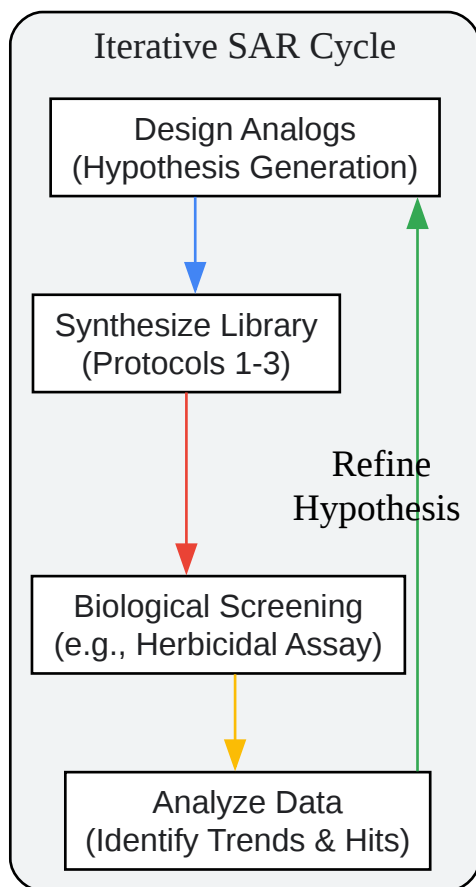 Iterative SAR Cycle
Design Analogs
(Hypothesis Generation)
Synthesize Library
(Protocols 1-3)
Refine
Hypothesis
Biological Screening
(e.g., Herbicidal Assay)
Analyze Data
(Identify Trends & Hits)